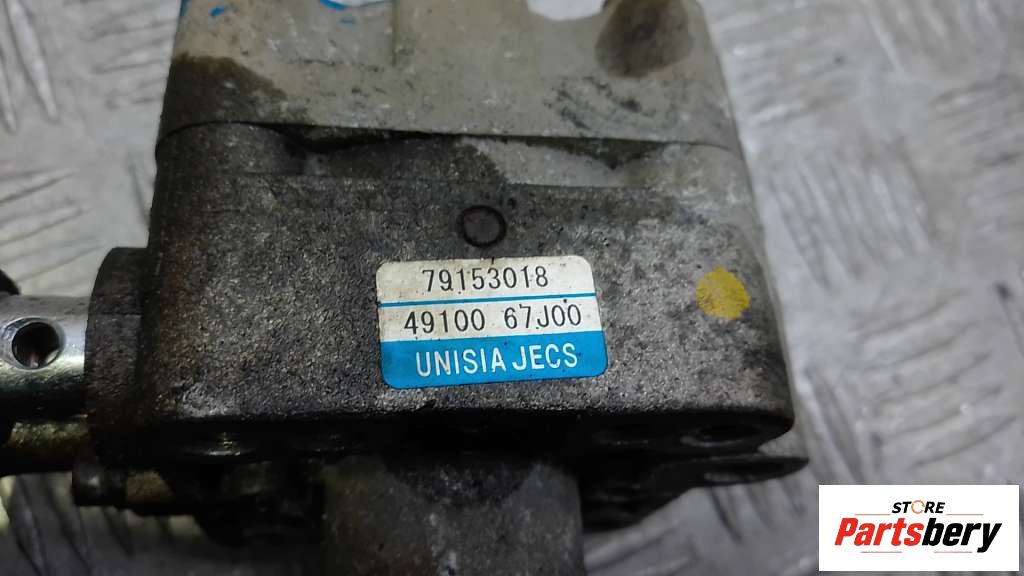 79153018
49100 67J00
UNISIA JECS
STORE
Partsbery